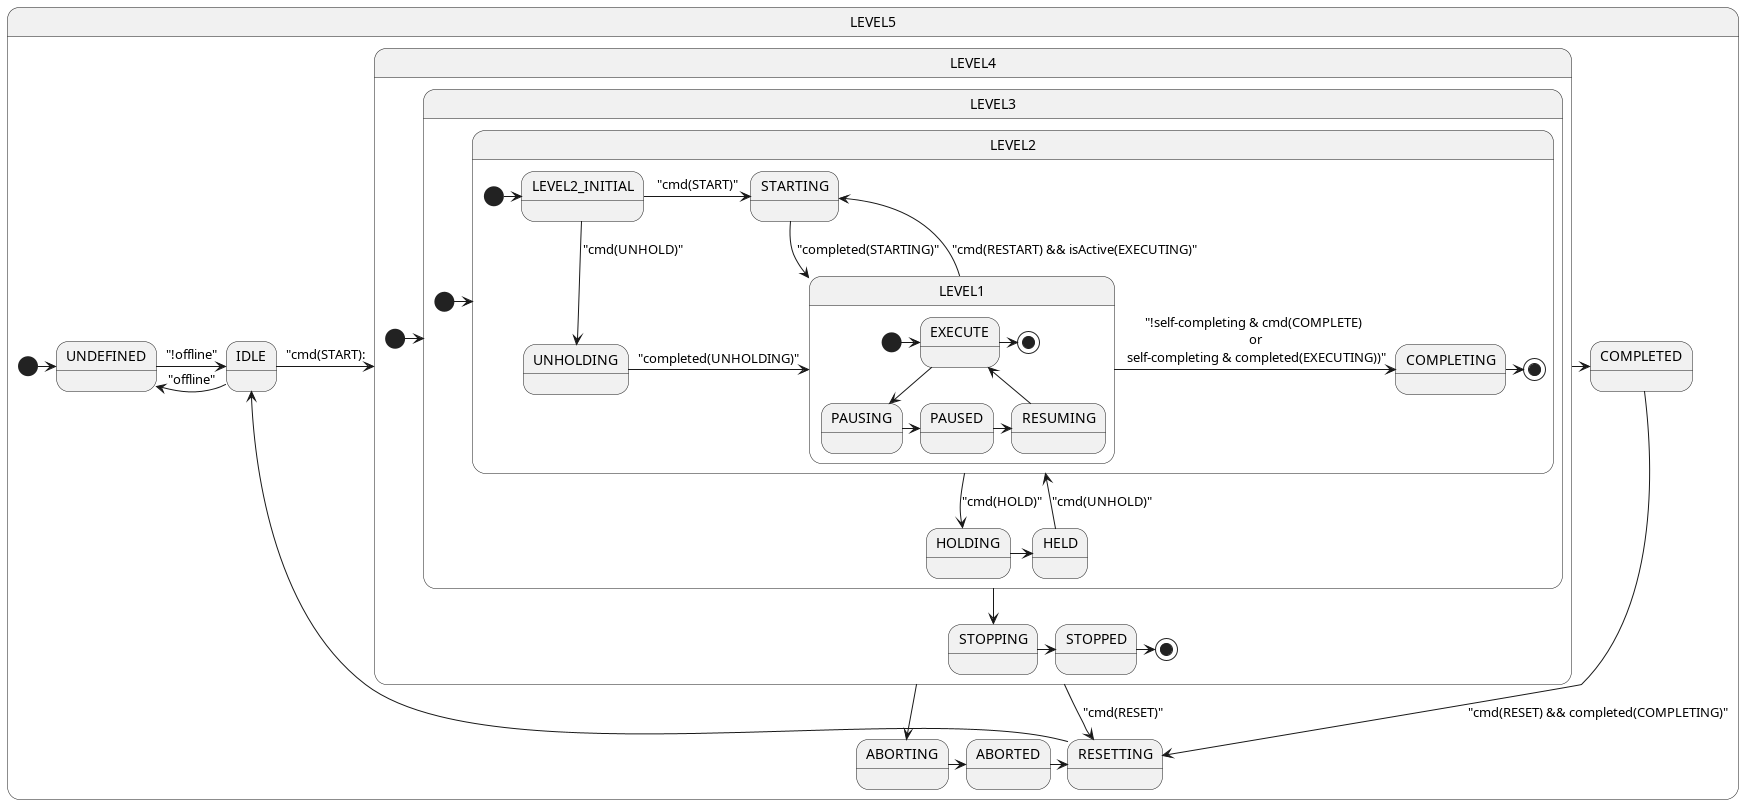 LEVEL5
LEVEL4
LEVEL3
LEVEL2
LEVEL2_INITIAL
"cmd(START)"
STARTING
"cmd(UNHOLD)"
"completed(STARTING)"
"cmd(RESTART) && isActive(EXECUTING)"
LEVEL1
EXECUTE
"!self-completing & cmd(COMPLETE)
or
self-completing & completed(EXECUTING))"
UNDEFINED
"!offline"
"offline"
IDLE
"cmd(START):
UNHOLDING
"completed(UNHOLDING)"
COMPLETING
COMPLETED
PAUSING
PAUSED
RESUMING
"cmd(HOLD)"
"cmd(UNHOLD)"
HOLDING
HELD
STOPPING
STOPPED
"cmd(RESET)"
"cmd(RESET) && completed(COMPLETING)"
ABORTING
ABORTED
RESETTING